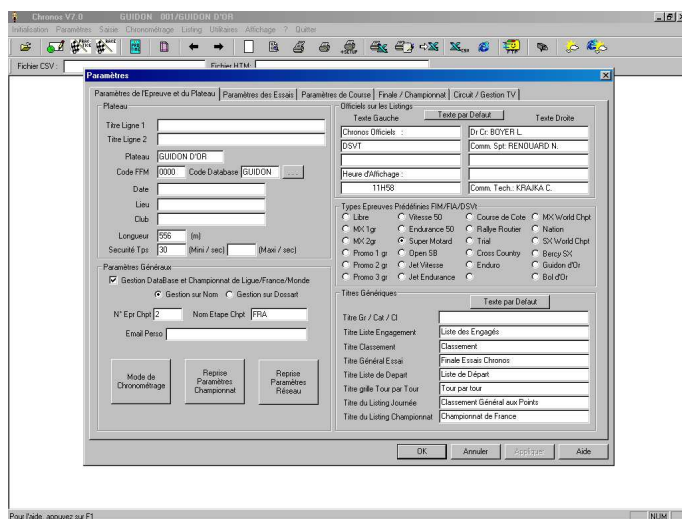 Chronos V7.0 GUIDON 001/GUIDON D'OR
Initialisation Paramètres Saisie Chronométrage Listing Utilitaires Affichage ? Quitter
Fichier CSV : Fichier HTM:
Paramètres
Paramètres de l'Epreuve et du Plateau Paramètres des Essais Paramètres de Course Finale / Championnat Circuit / Gestion TV
Plateau
Titre Ligne 1
Titre Ligne 2
Plateau GUIDON D'OR
Code FFM 0000 Code Database GUIDON ...
Date
Lieu
Club
Longueur 556 (m)
Securité Tps 30 (Mini / sec) (Maxi / sec)
Paramètres Généraux
Gestion DataBase et Championnat de Ligue/France/Monde
Gestion sur Nom Gestion sur Dossart
N° Epr Chpt 2 Nom Etape Chpt FRA
Email Perso
Mode de Chronométrage
Reprise Paramètres Championnat
Reprise Paramètres Réseau
Officiels sur les Listings
Texte Gauche Texte par Defaut Texte Droite
Chronos Officiels : Dr Cr: BOYER L.
DSVT Comm. Spt: RENOUARD N.
Heure d'Affichage :
11H58 Comm. Tech.: KRAJKA C.
Types Epreuves Prédéfinies FIM/FIA/DSVt
Libre Vitesse 50 Course de Cote MX World Chpt
MX 1gr Endurance 50 Rallye Routier Nation
MX 2gr Super Motard Trial SX World Chpt
Promo 1 gr Open SB Cross Country Bercy SX
Promo 2 gr Jet Vitesse Enduro Guidon d'Or
Promo 3 gr Jet Endurance Bol d'Or
Titres Génériques
Texte par Defaut
Titre Gr / Cat / Cl
Titre Liste Engagement Liste des Engagés
Titre Classement Classement
Titre Général Essai Finale Essais Chronos
Titre Liste de Depart Liste de Départ
Titre grille Tour par Tour Tour par tour
Titre du Listing Journée Classement Général aux Points
Titre du Listing Championnat Championnat de France
OK Annuler Appliquer Aide
Pour l'aide, appuyez sur F1 NUM